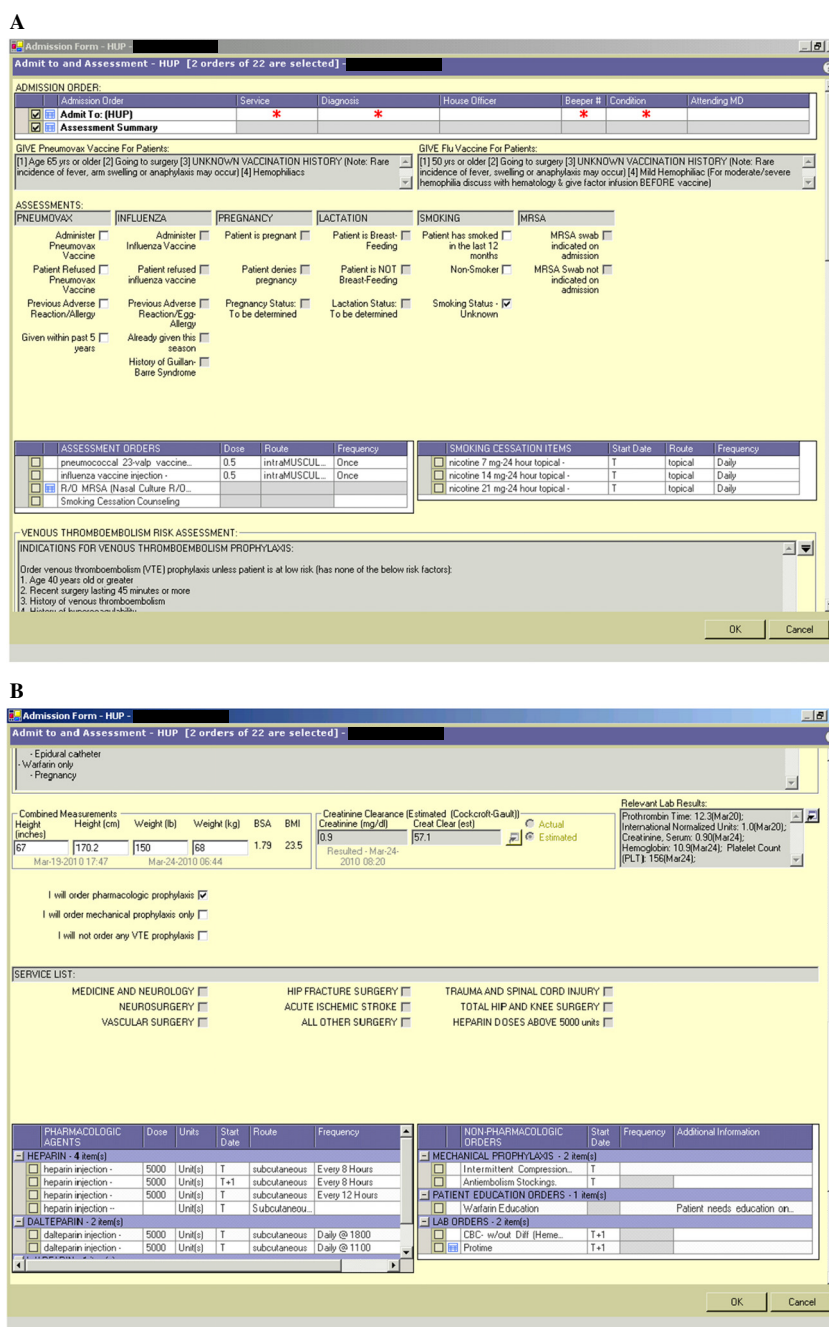 A
Admission Form - HUP -
Admit to and Assessment - HUP [2 orders of 22 are selected] -
ADMISSION ORDER:
Admission Order Service Diagnosis House Officer Beeper # Condition Attending MD
Admit To: (HUP) * * * *
Assessment Summary
GIVE Pneumovax Vaccine For Patients:
[1] Age 65 yrs or older [2] Going to surgery [3] UNKNOWN VACCINATION HISTORY (Note: Rare
incidence of fever, arm swelling or anaphylaxis may occur) [4] Hemophiliacs
GIVE Flu Vaccine For Patients:
[1] 50 yrs or older [2] Going to surgery [3] UNKNOWN VACCINATION HISTORY (Note: Rare
incidence of fever, swelling or anaphylaxis may occur) [4] Mild Hemophiliac (For moderate/severe
hemophilia discuss with hematology & give factor infusion BEFORE vaccine)
ASSESSMENTS:
PNEUMOVAX
Administer
Pneumovax
Vaccine
Patient Refused
Pneumovax
Vaccine
Previous Adverse
Reaction/Allergy
Given within past 5
years
INFLUENZA
Administer
Influenza Vaccine
Patient refused
influenza vaccine
Previous Adverse
Reaction/Egg-
Allergy
Already given this
season
History of Guillan-
Barre Syndrome
PREGNANCY
Patient is pregnant
Patient denies
pregnancy
Pregnancy Status:
To be determined
LACTATION
Patient is Breast-
Feeding
Patient is NOT
Breast-Feeding
Lactation Status:
To be determined
SMOKING
Patient has smoked
in the last 12
months
Non-Smoker
Smoking Status -
Unknown
MRSA
MRSA swab
indicated on
admission
MRSA Swab not
indicated on
admission
ASSESSMENT ORDERS Dose Route Frequency
pneumococcal 23-valp vaccine... 0.5 intraMUSCUL... Once
influenza vaccine injection - 0.5 intraMUSCUL... Once
R/O MRSA (Nasal Culture R/O...
Smoking Cessation Counseling
SMOKING CESSATION ITEMS Start Date Route Frequency
nicotine 7 mg-24 hour topical - T topical Daily
nicotine 14 mg-24 hour topical - T topical Daily
nicotine 21 mg-24 hour topical - T topical Daily
VENOUS THROMBOEMBOLISM RISK ASSESSMENT:
INDICATIONS FOR VENOUS THROMBOEMBOLISM PROPHYLAXIS:
Order venous thromboembolism (VTE) prophylaxis unless patient is at low risk (has none of the below risk factors):
1. Age 40 years old or greater
2. Recent surgery lasting 45 minutes or more
3. History of venous thromboembolism
4. History of hypercoagulability
OK Cancel
B
Admission Form - HUP -
Admit to and Assessment - HUP [2 orders of 22 are selected] -
- Epidural catheter
- Warfarin only
- Pregnancy
Combined Measurements
Height
(inches) Height (cm) Weight (lb) Weight (kg) BSA BMI
67 170.2 150 68 1.79 23.5
Mar-19-2010 17:47 Mar-24-2010 06:44
Creatinine Clearance (Estimated (Cockcroft-Gault))
Creatinine (mg/dl) Creat Clear (est) Actual
0.9 57.1 Estimated
Resulted - Mar-24-
2010 08:20
Relevant Lab Results:
Prothrombin Time: 12.3(Mar20);
International Normalized Units: 1.0(Mar20);
Creatinine, Serum: 0.90(Mar24);
Hemoglobin: 10.9(Mar24); Platelet Count
(PLT): 156(Mar24);
I will order pharmacologic prophylaxis
I will order mechanical prophylaxis only
I will not order any VTE prophylaxis
SERVICE LIST:
MEDICINE AND NEUROLOGY HIP FRACTURE SURGERY TRAUMA AND SPINAL CORD INJURY
NEUROSURGERY ACUTE ISCHEMIC STROKE TOTAL HIP AND KNEE SURGERY
VASCULAR SURGERY ALL OTHER SURGERY HEPARIN DOSES ABOVE 5000 units
PHARMACOLOGIC
AGENTS Dose Units Start
Date Route Frequency
HEPARIN - 4 item(s)
heparin injection - 5000 Unit(s) T subcutaneous Every 8 Hours
heparin injection - 5000 Unit(s) T+1 subcutaneous Every 8 Hours
heparin injection - 5000 Unit(s) T subcutaneous Every 12 Hours
heparin injection -- Unit(s) T Subcutaneou...
DALTEPARIN - 2 item(s)
dalteparin injection - 5000 Unit(s) T subcutaneous Daily @ 1800
dalteparin injection - 5000 Unit(s) T subcutaneous Daily @ 1100
NON-PHARMACOLOGIC
ORDERS Start
Date Frequency Additional Information
MECHANICAL PROPHYLAXIS - 2 item(s)
Intermittent Compression... T
Antiembolism Stockings. T
PATIENT EDUCATION ORDERS - 1 item(s)
Warfarin Education Patient needs education on...
LAB ORDERS - 2 item(s)
CBC- w/out Diff (Heme... T+1
Protime T+1
OK Cancel